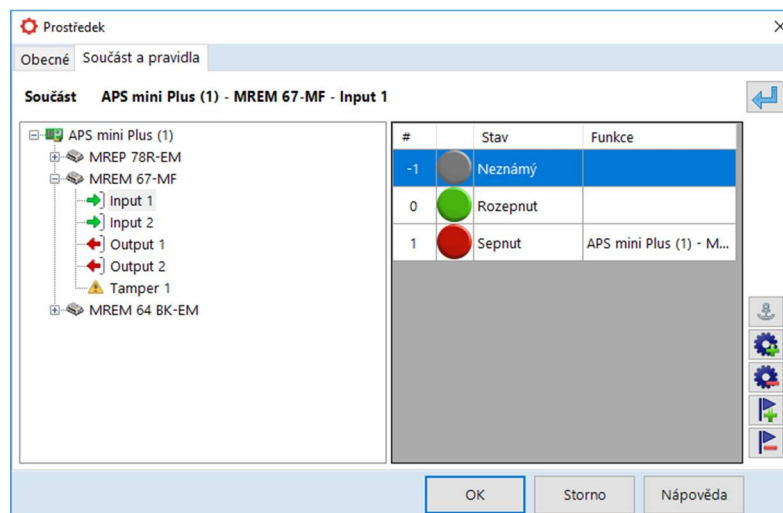 Prostředek
Obecné Součást a pravidla
Součást APS mini Plus (1) - MREM 67-MF - Input 1
APS mini Plus (1)
MREP 78R-EM
MREM 67-MF
Input 1
Input 2
Output 1
Output 2
Tamper 1
MREM 64 BK-EM
# Stav Funkce
-1 Neznámý
0 Rozepnut
1 Sepnut APS mini Plus (1) - M...
OK Storno Nápověda